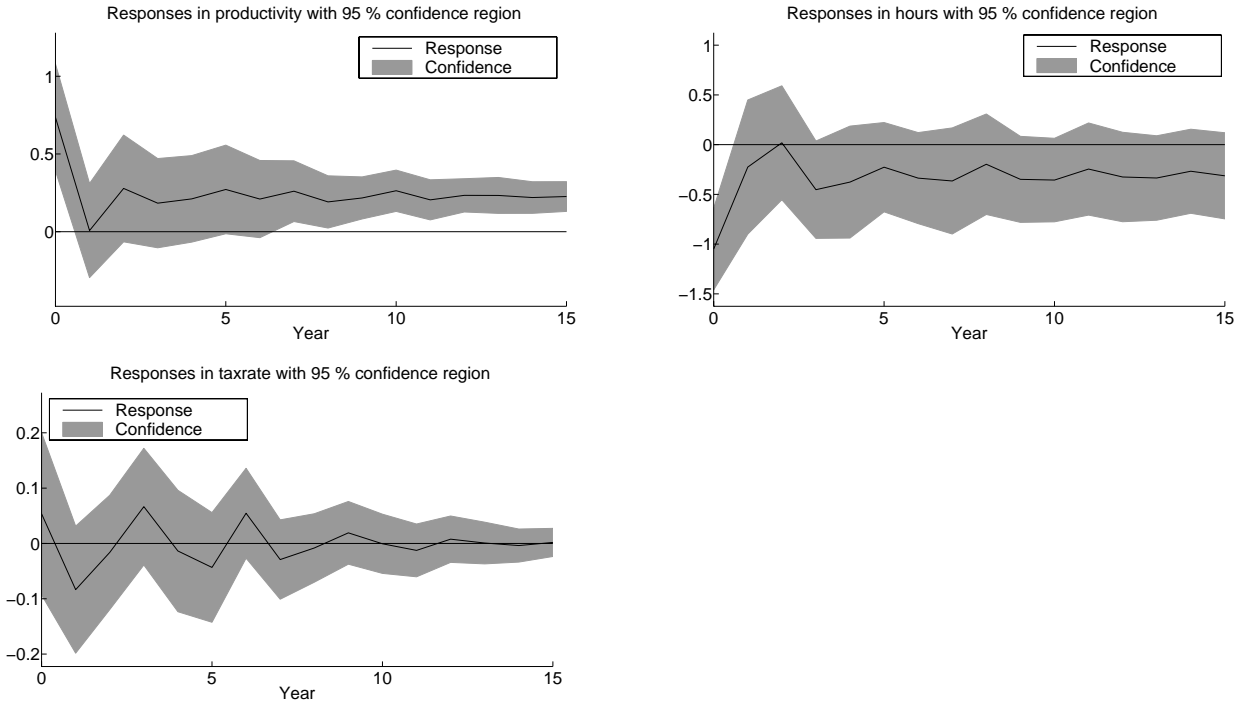 Responses in productivity with 95 % confidence region
Response
Confidence
1
0.5
0
0
5
10
15
Year
Responses in hours with 95 % confidence region
Response
Confidence
1
0.5
0
−0.5
−1
−1.5
0
5
10
15
Year
Responses in taxrate with 95 % confidence region
Response
Confidence
0.2
0.1
0
−0.1
−0.2
0
5
10
15
Year